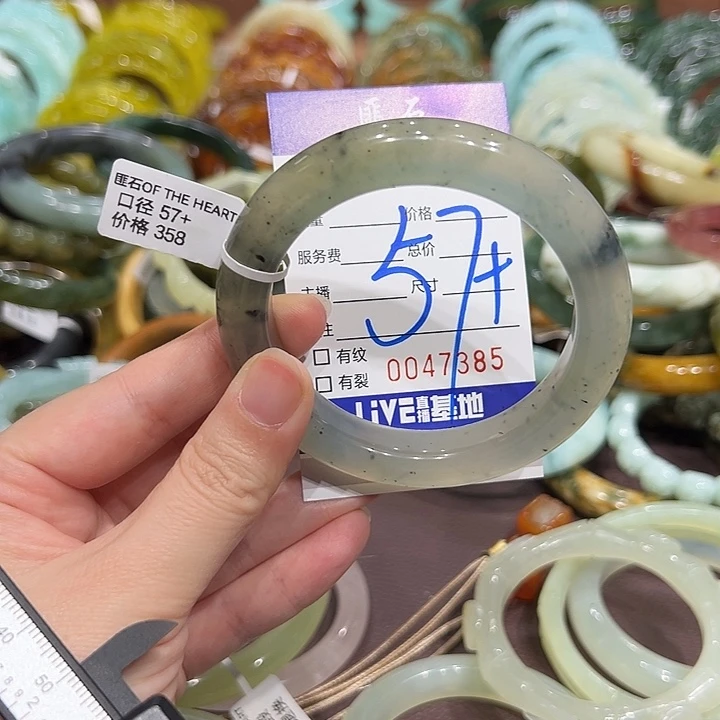 匪石
匪石OF THE HEART
口径 57+
价格 358
价格
服务费
总价
主播
尺寸
57+
有纹
有裂
0047385
LiVE直播基地
40
50